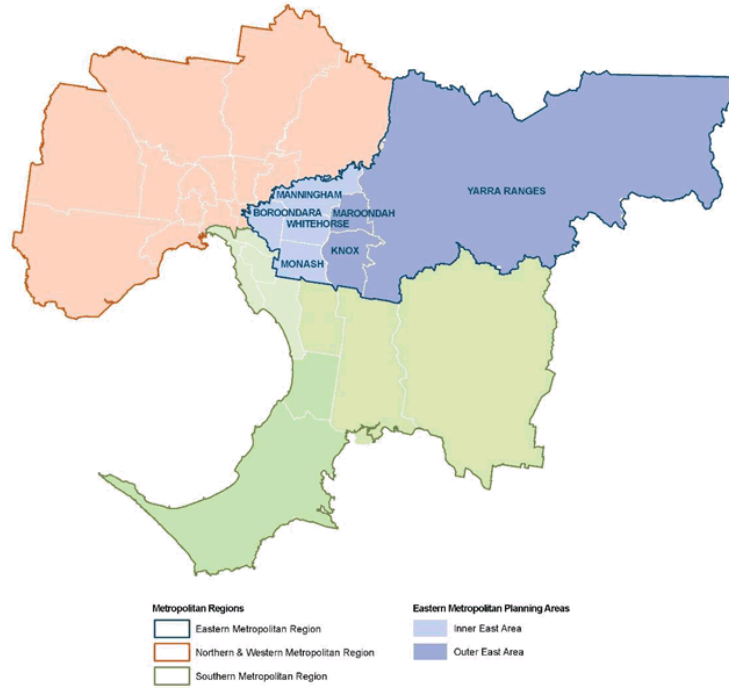 MANNINGHAM
YARRA RANGES
BOROONDARA
MAROONDAH
WHITEHORSE
KNOX
MONASH
Metropolitan Regions
Eastern Metropolitan Region
Northern & Western Metropolitan Region
Southern Metropolitan Region
Eastern Metropolitan Planning Areas
Inner East Area
Outer East Area